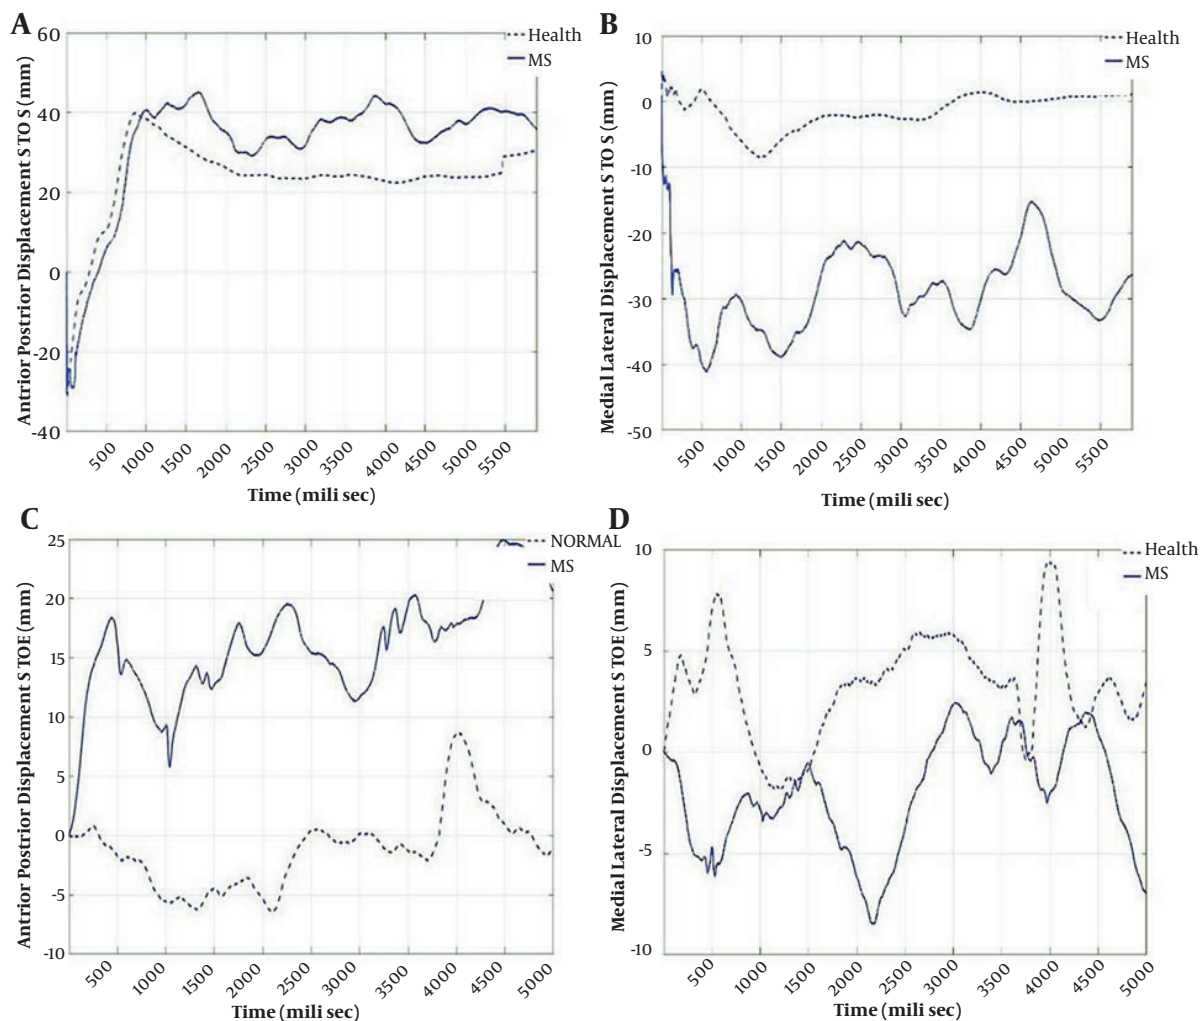 A
Antrior Posterior Displacement S TO S (mm)
60
40
20
0
-20
-40
Health
MS
500 1000 1500 2000 2500 3000 3500 4000 4500 5000 5500
Time (mili sec)
B
Medial Lateral Displacement S TO S (mm)
10
0
-10
-20
-30
-40
-50
Health
MS
500 1000 1500 2000 2500 3000 3500 4000 4500 5000 5500
Time (mili sec)
C
Antrior Posterior Displacement S TOE (mm)
25
20
15
10
5
0
-5
-10
NORMAL
MS
500 1000 1500 2000 2500 3000 3500 4000 4500 5000
Time (mili sec)
D
Medial Lateral Displacement S TOE (mm)
10
5
0
-5
-10
Health
MS
500 1000 1500 2000 2500 3000 3500 4000 4500 5000
Time (mili sec)